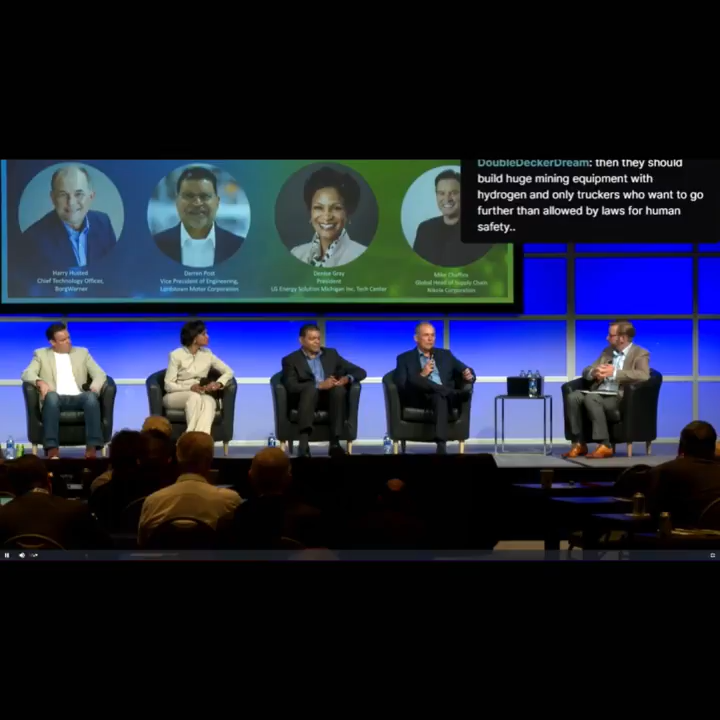 DoubleDeckerDream: then they should
build huge mining equipment with
hydrogen and only truckers who want to go
further than allowed by laws for human
safety..
Harry Husted
Chief Technology Officer,
BorgWarner
Darren Post
Vice President of Engineering,
Lordstown Motor Corporation
Denise Gray
President
LG Energy Solution Michigan Inc, Tech Center
Mike Chaffins
Global Head of Supply Chain
Nikola Corporation